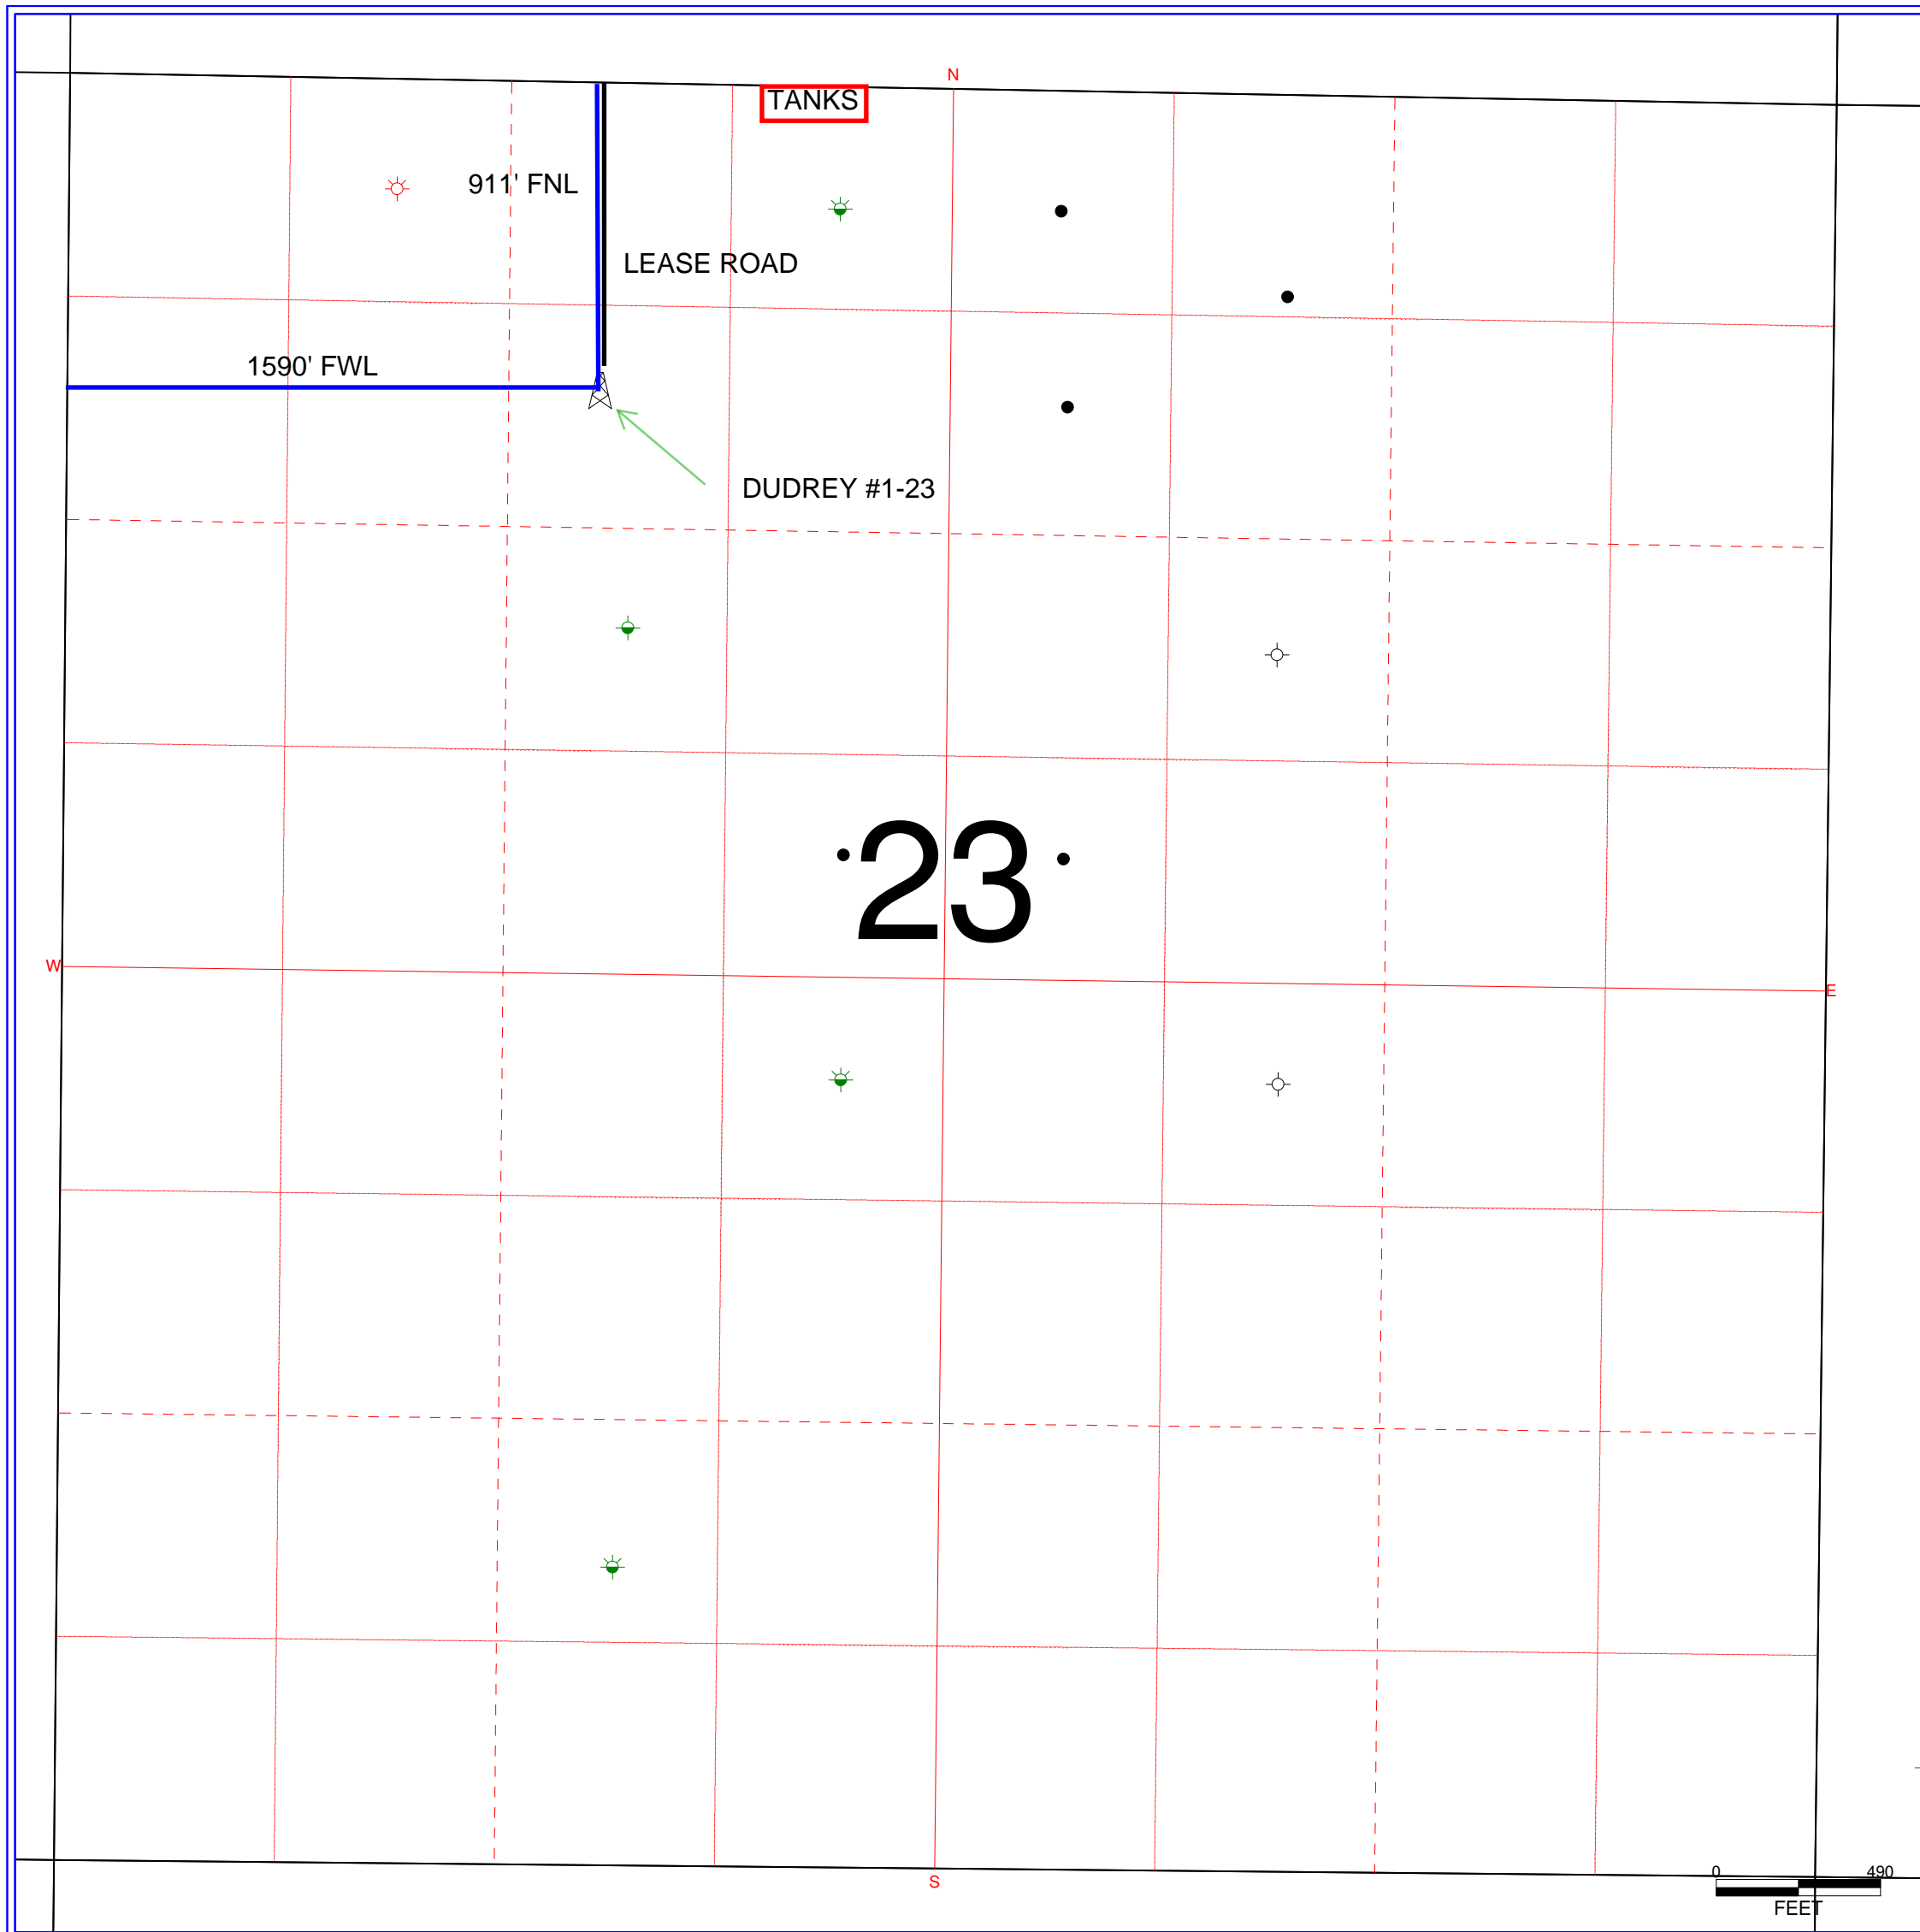 N
TANKS
911' FNL
LEASE ROAD
1590' FWL
DUDREY #1-23
23
W
E
S
0 490
FEET